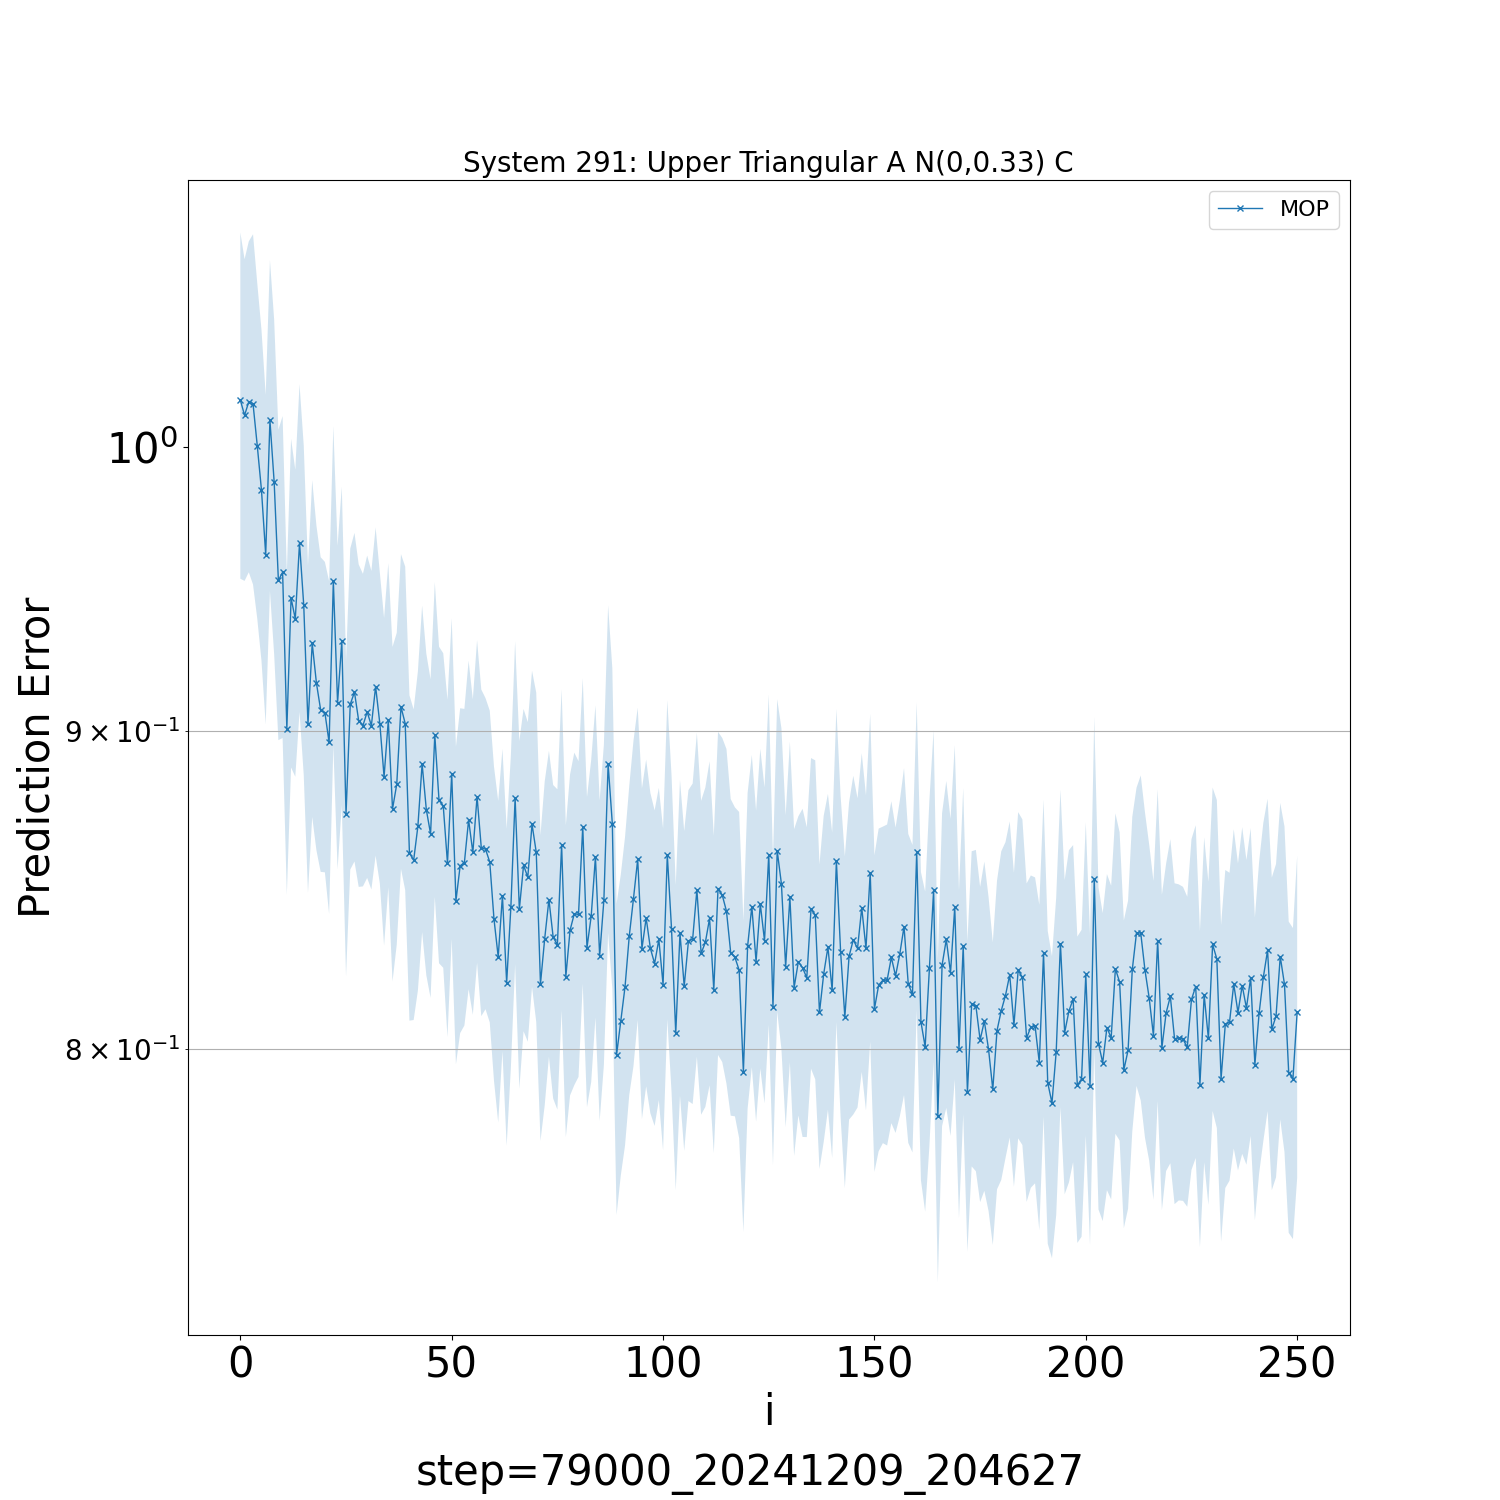 System 291: Upper Triangular A N(0,0.33) C
MOP
10⁰
9 × 10⁻¹
8 × 10⁻¹
Prediction Error
0 50 100 150 200 250
i
step=79000_20241209_204627